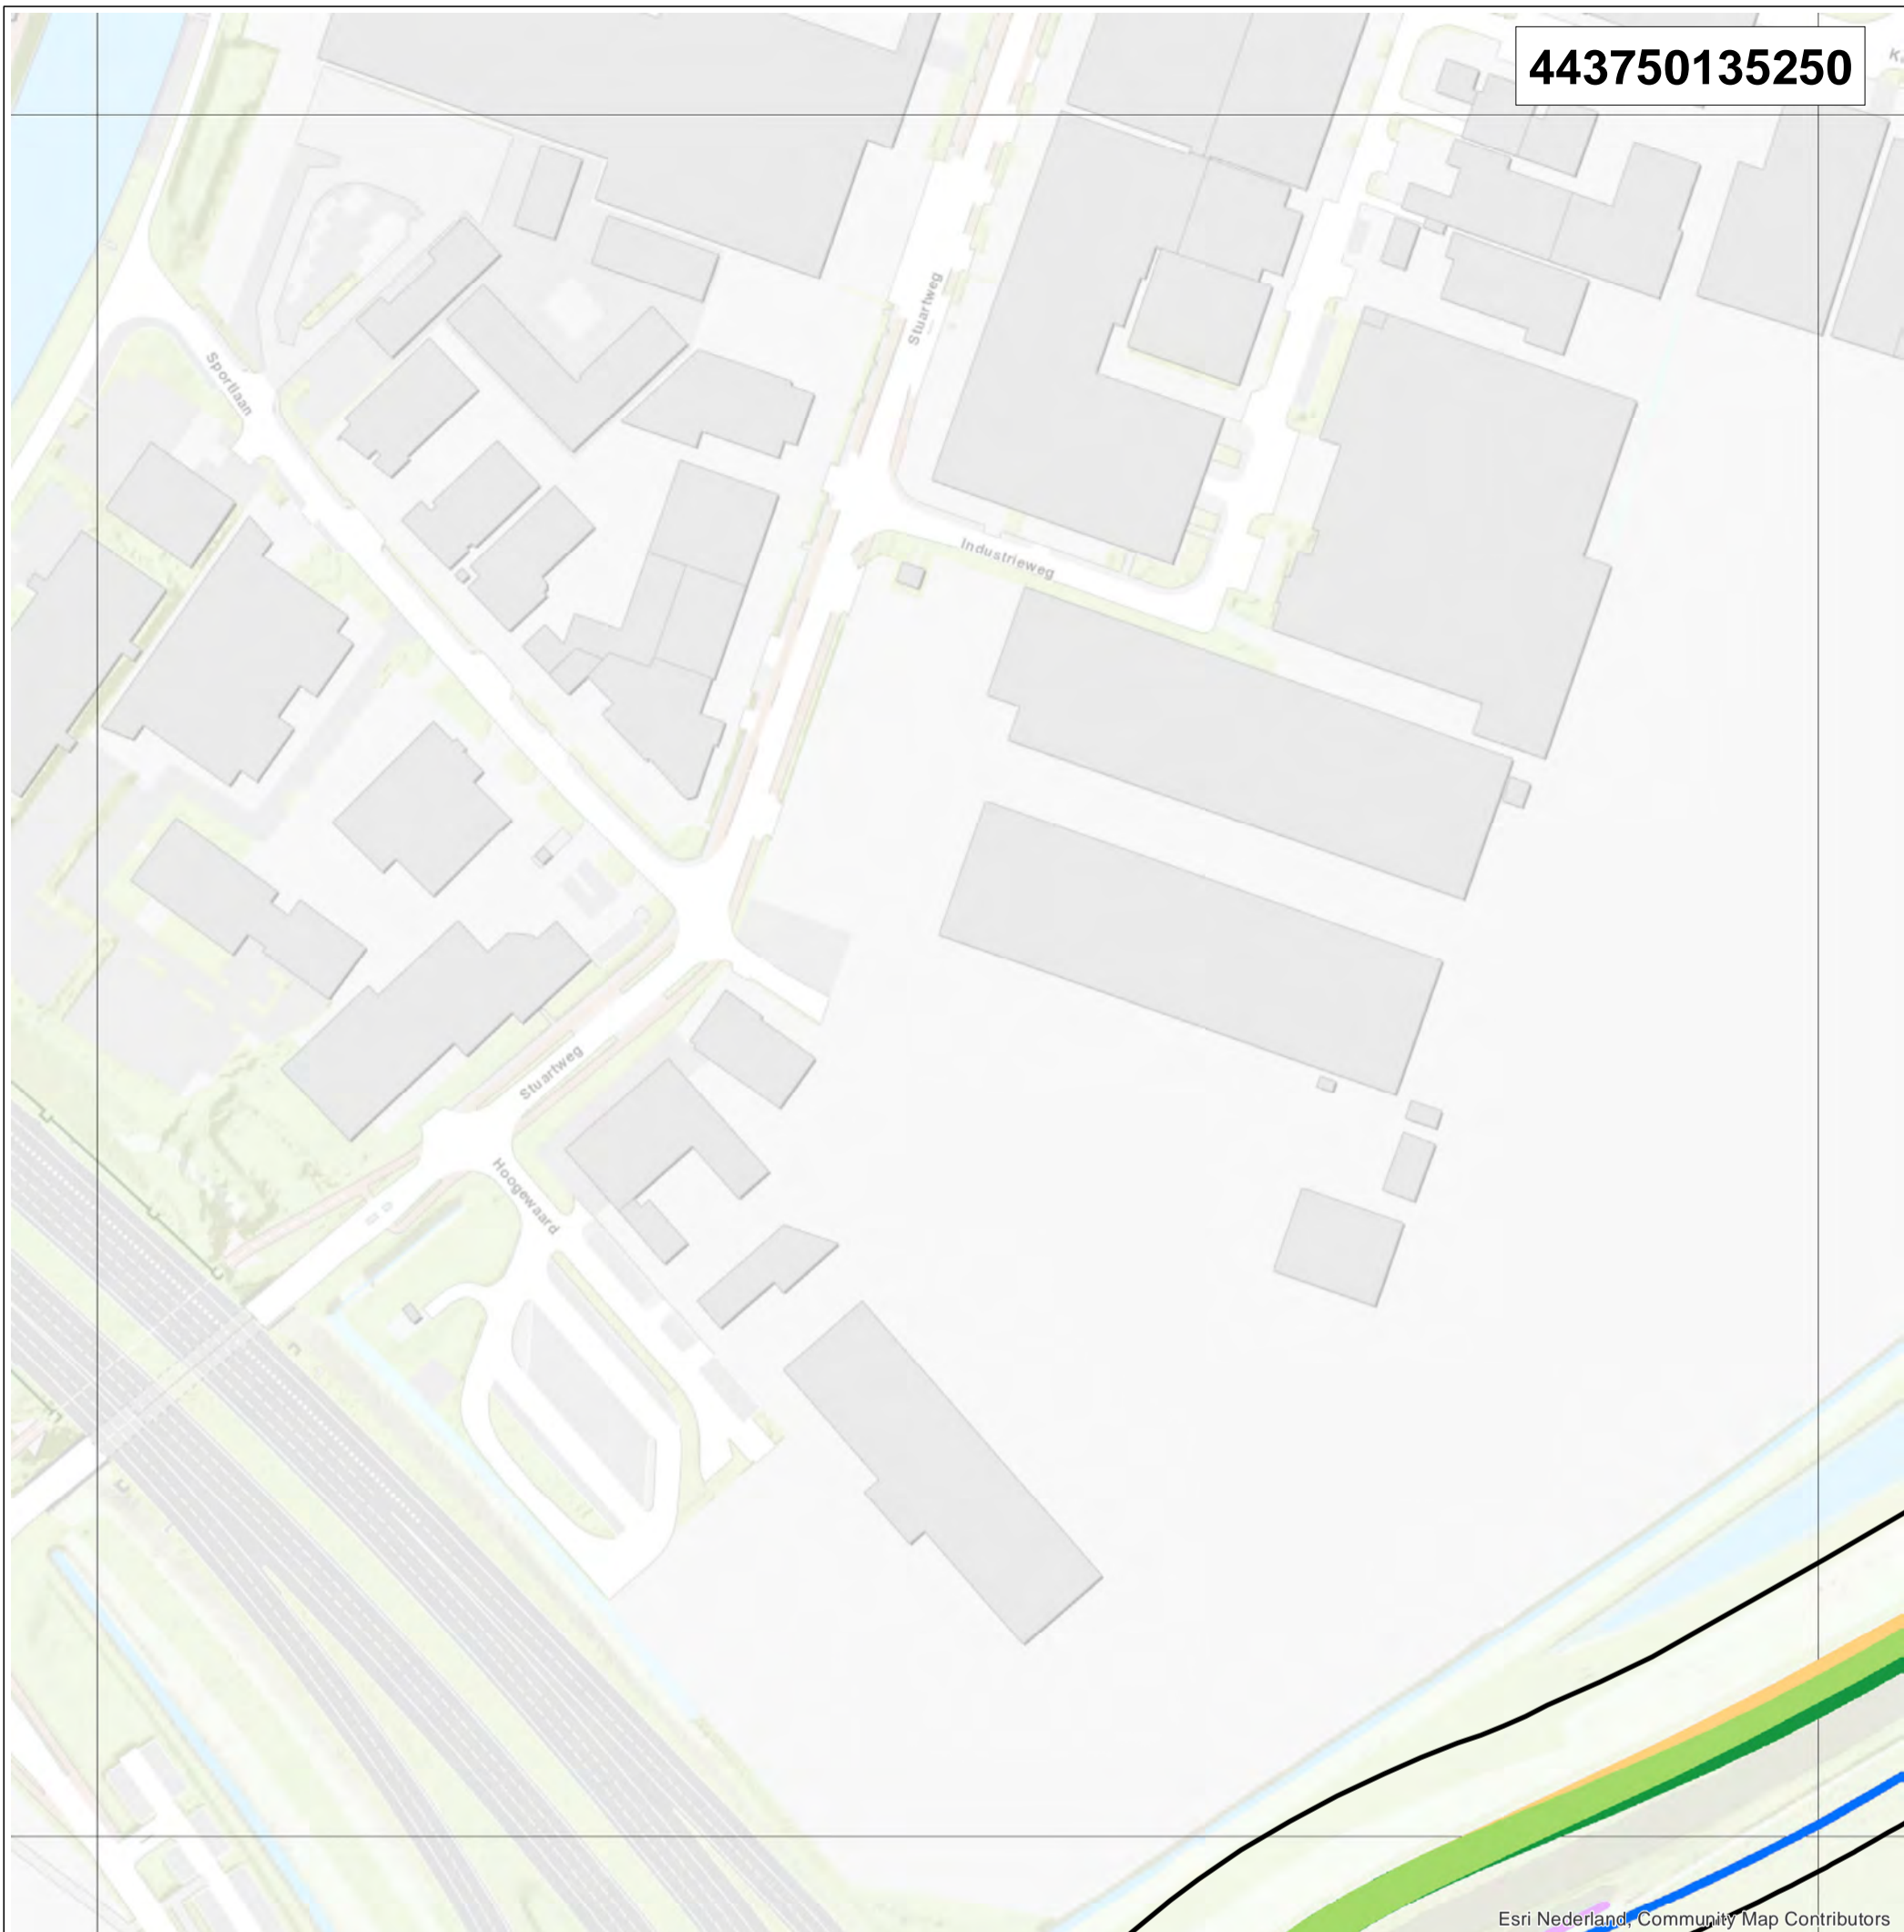 443750135250
Stuartweg
Sportlaan
Industrieweg
Stuartweg
Hoogewaard
Esri Nederland, Community Map Contributors